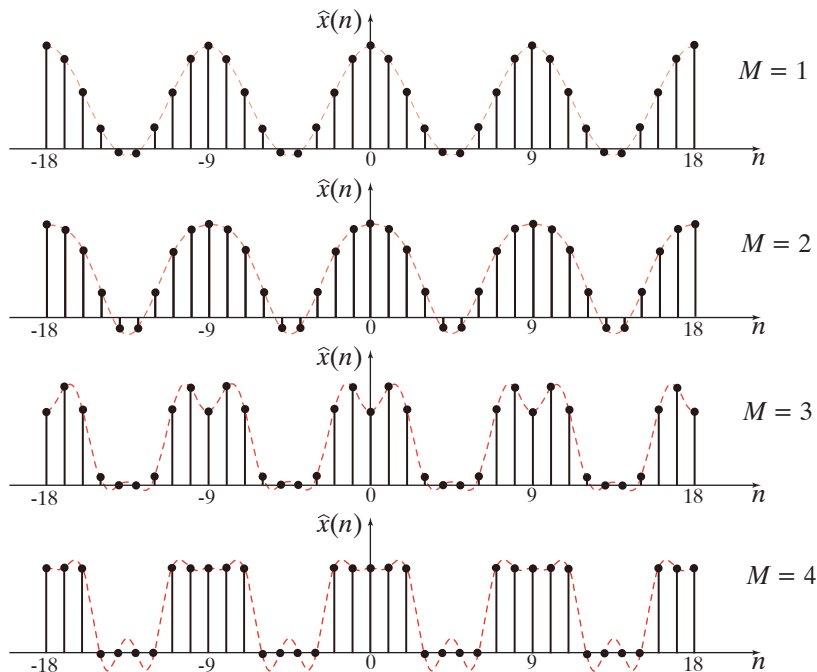 x̂(n)
M = 1
-18 -9 0 9 18 n
x̂(n)
M = 2
-18 -9 0 9 18 n
x̂(n)
M = 3
-18 -9 0 9 18 n
x̂(n)
M = 4
-18 -9 0 9 18 n